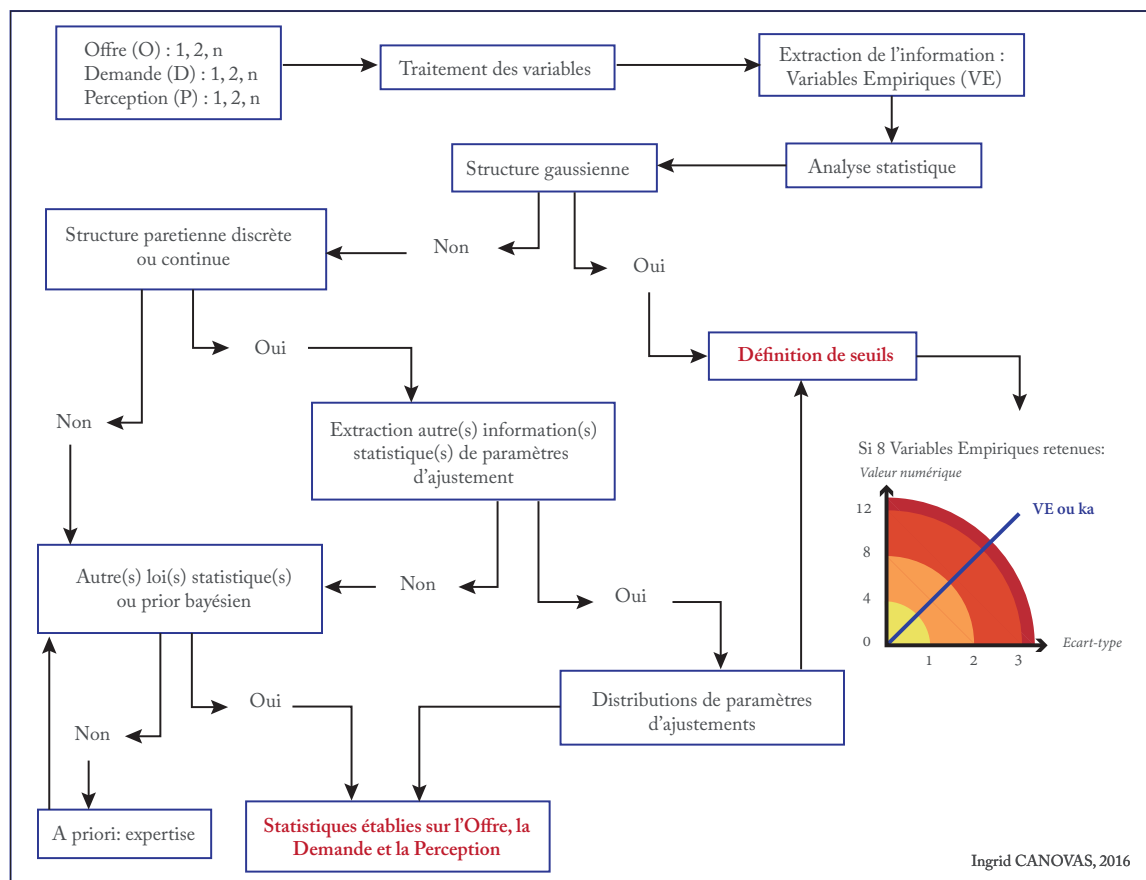 Offre (O) : 1, 2, n
Demande (D) : 1, 2, n
Perception (P) : 1, 2, n
Traitement des variables
Extraction de l'information :
Variables Empiriques (VE)
Structure gaussienne
Analyse statistique
Structure paretienne discrète
ou continue
Non
Oui
Oui
Définition de seuils
Non
Extraction autre(s) information(s)
statistique(s) de paramètres
d'ajustement
Si 8 Variables Empiriques retenues:
Valeur numérique
12
8
4
0
VE ou ka
1
2
3
Ecart-type
Autre(s) loi(s) statistique(s)
ou prior bayésien
Non
Oui
Oui
Non
Distributions de paramètres
d'ajustements
A priori: expertise
Statistiques établies sur l'Offre, la
Demande et la Perception
Ingrid CANOVAS, 2016